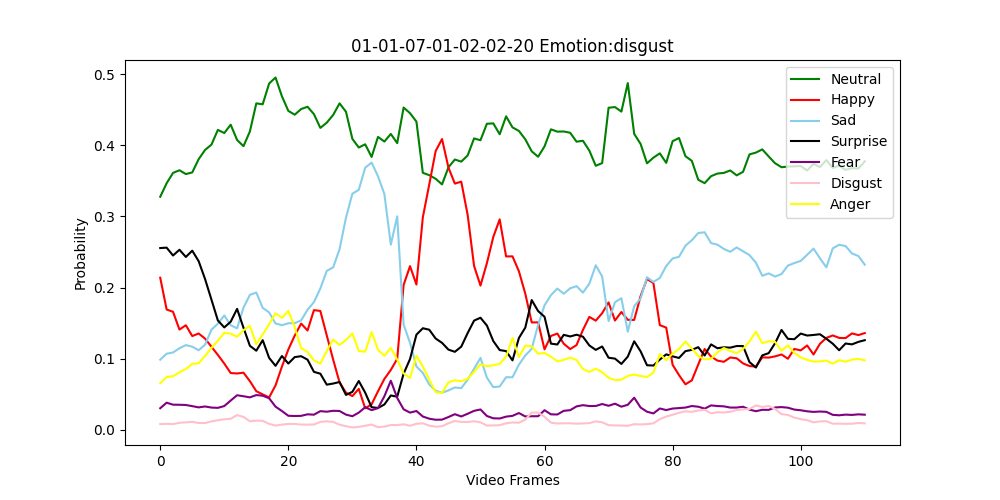 01-01-07-01-02-02-20 Emotion:disgust
Probability
0.5
0.4
0.3
0.2
0.1
0.0
0 20 40 60 80 100
Video Frames
Neutral
Happy
Sad
Surprise
Fear
Disgust
Anger